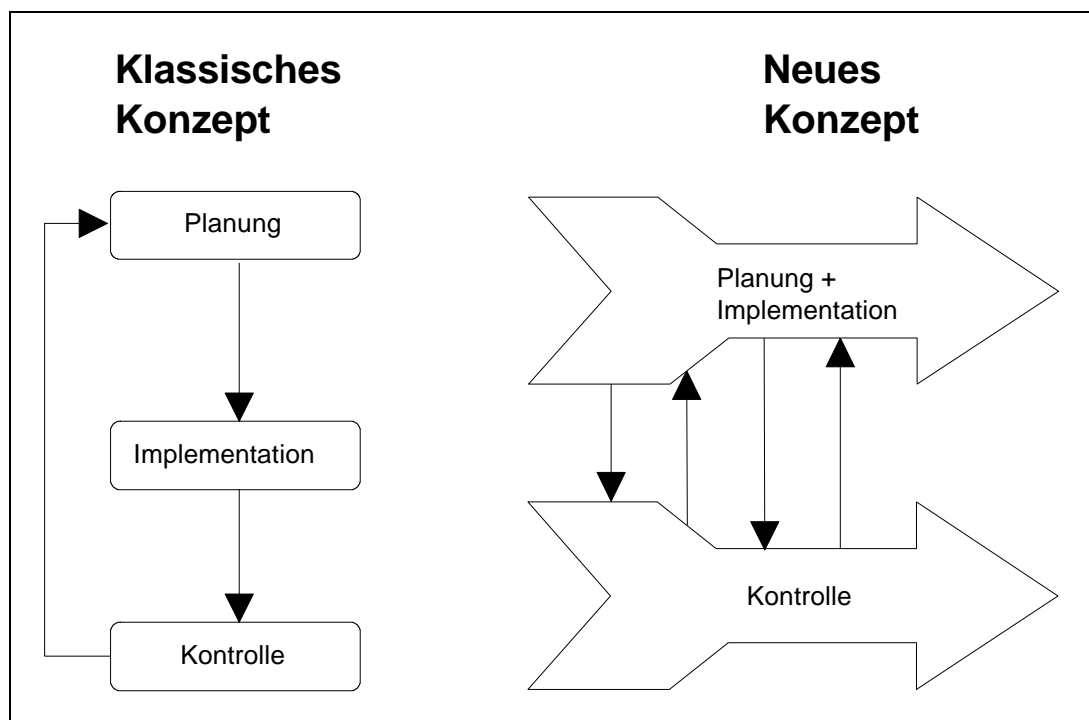 Klassisches
Konzept
Planung
Implementation
Kontrolle
Neues
Konzept
Planung +
Implementation
Kontrolle